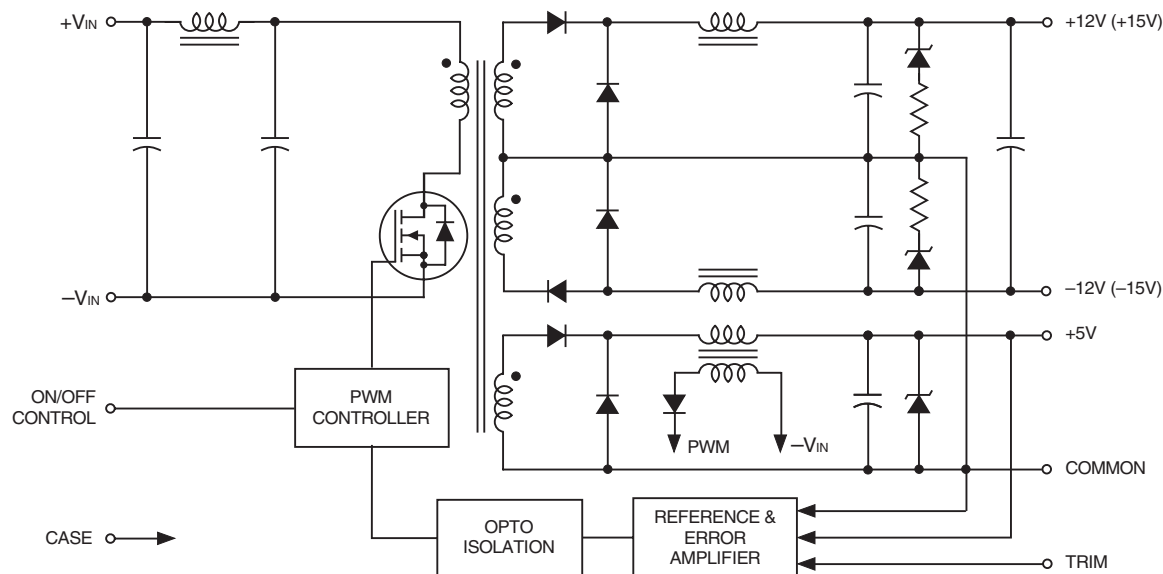 +VIN
+12V (+15V)
–12V (–15V)
–VIN
+5V
ON/OFF
CONTROL
PWM
CONTROLLER
PWM
–VIN
COMMON
CASE
OPTO
ISOLATION
REFERENCE &
ERROR
AMPLIFIER
TRIM